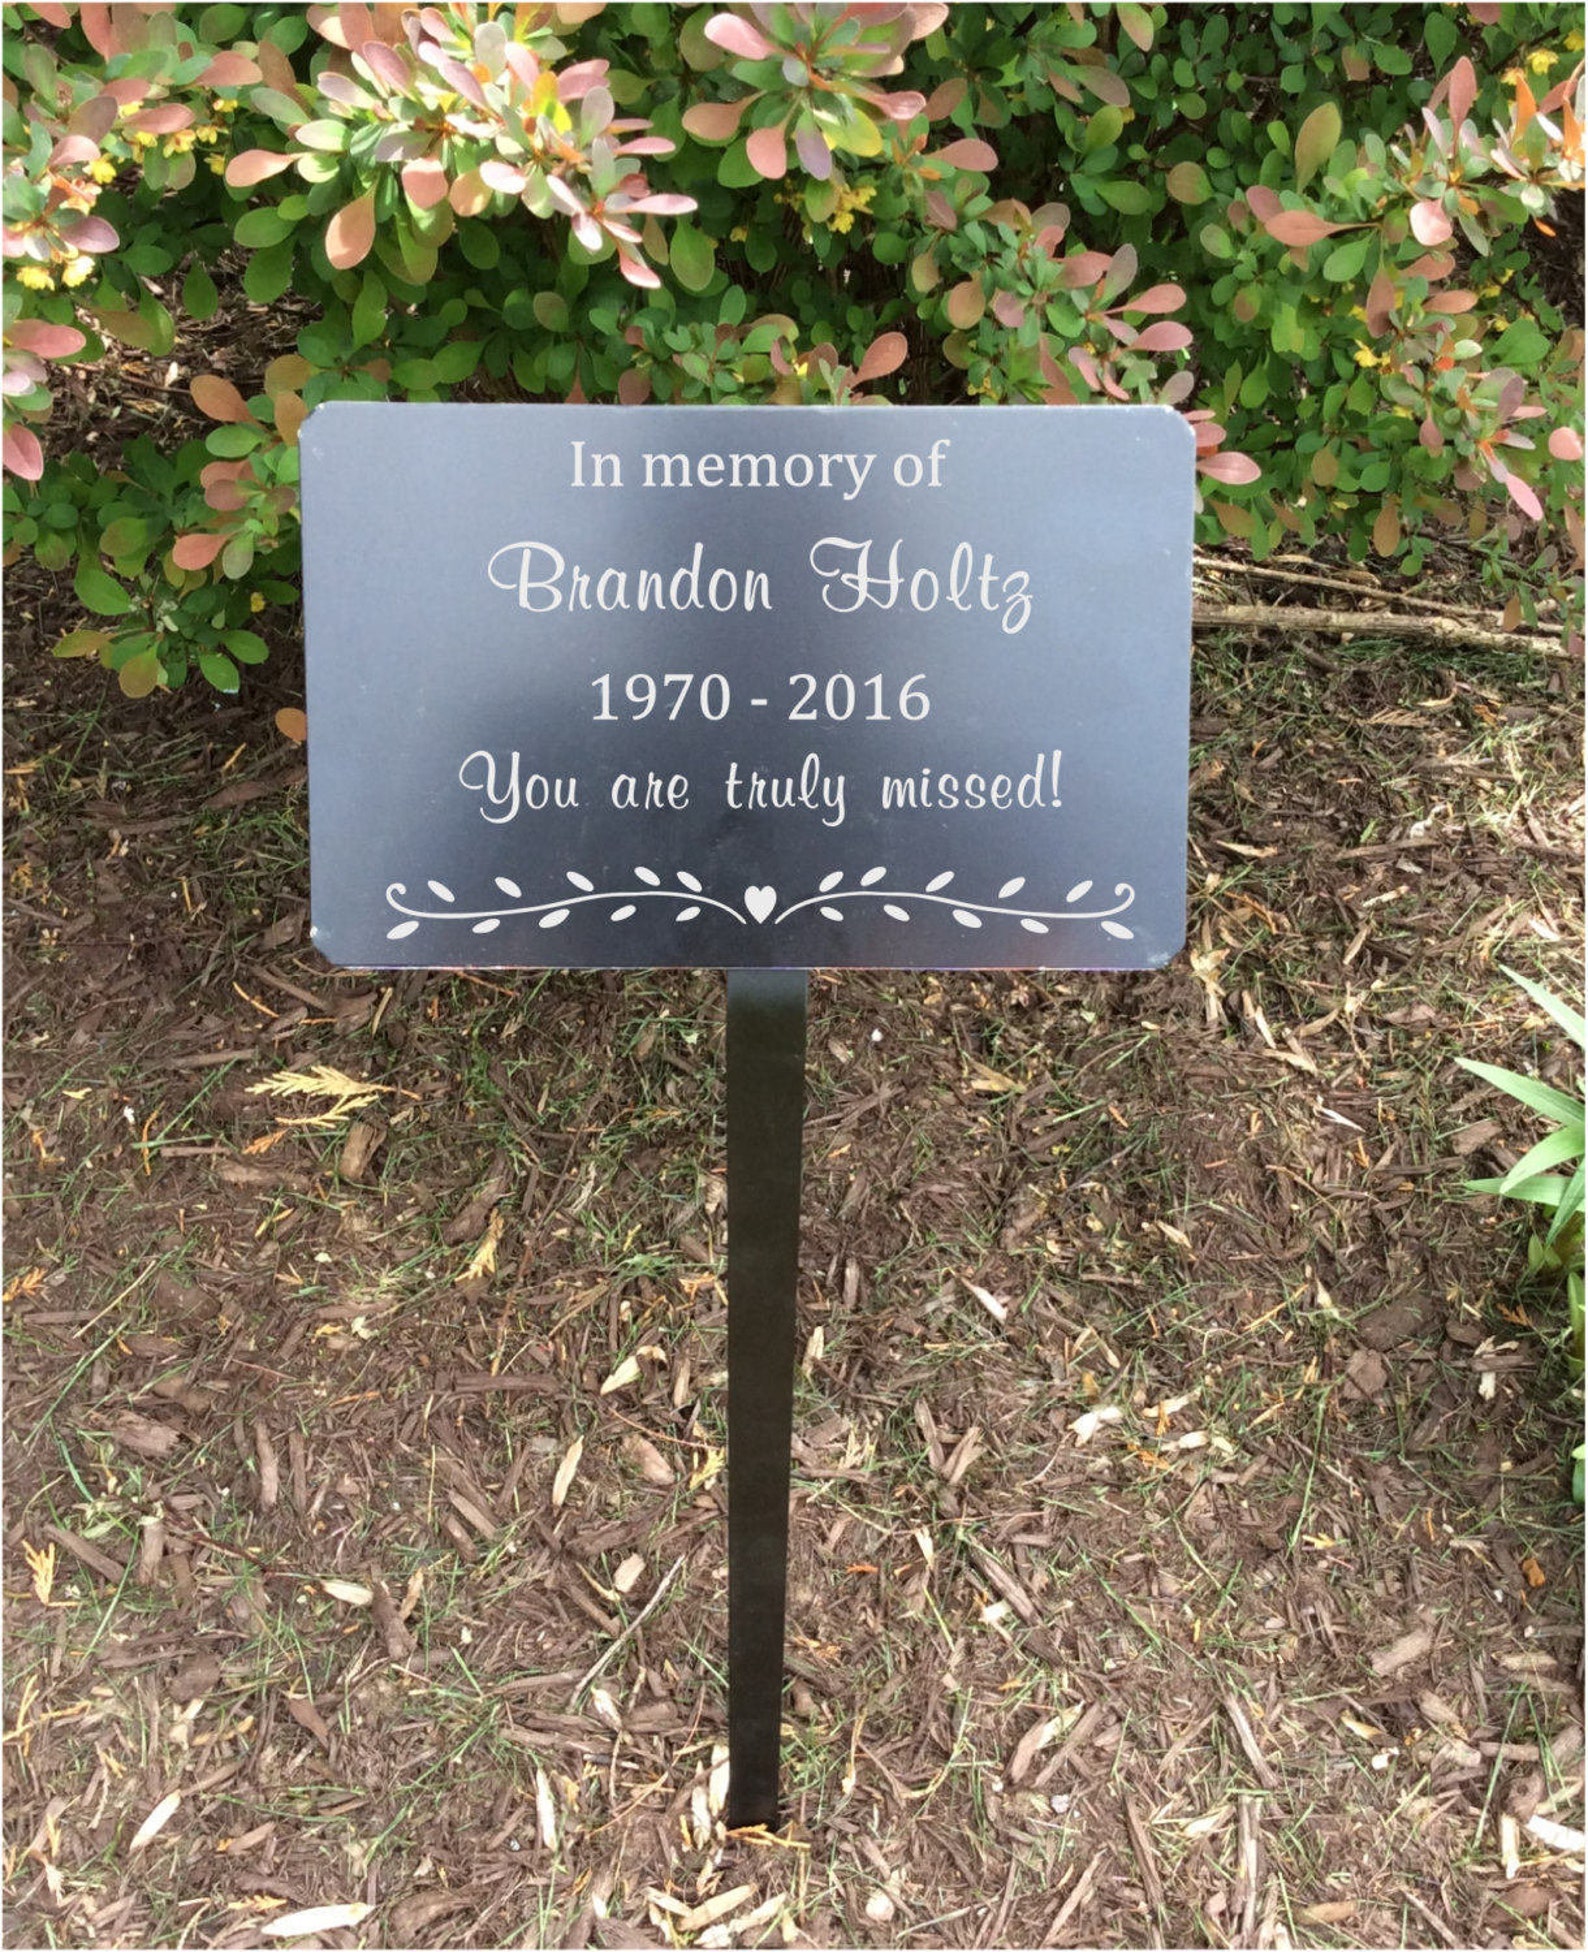 In memory of
Brandon Holtz
1970 - 2016
You are truly missed!